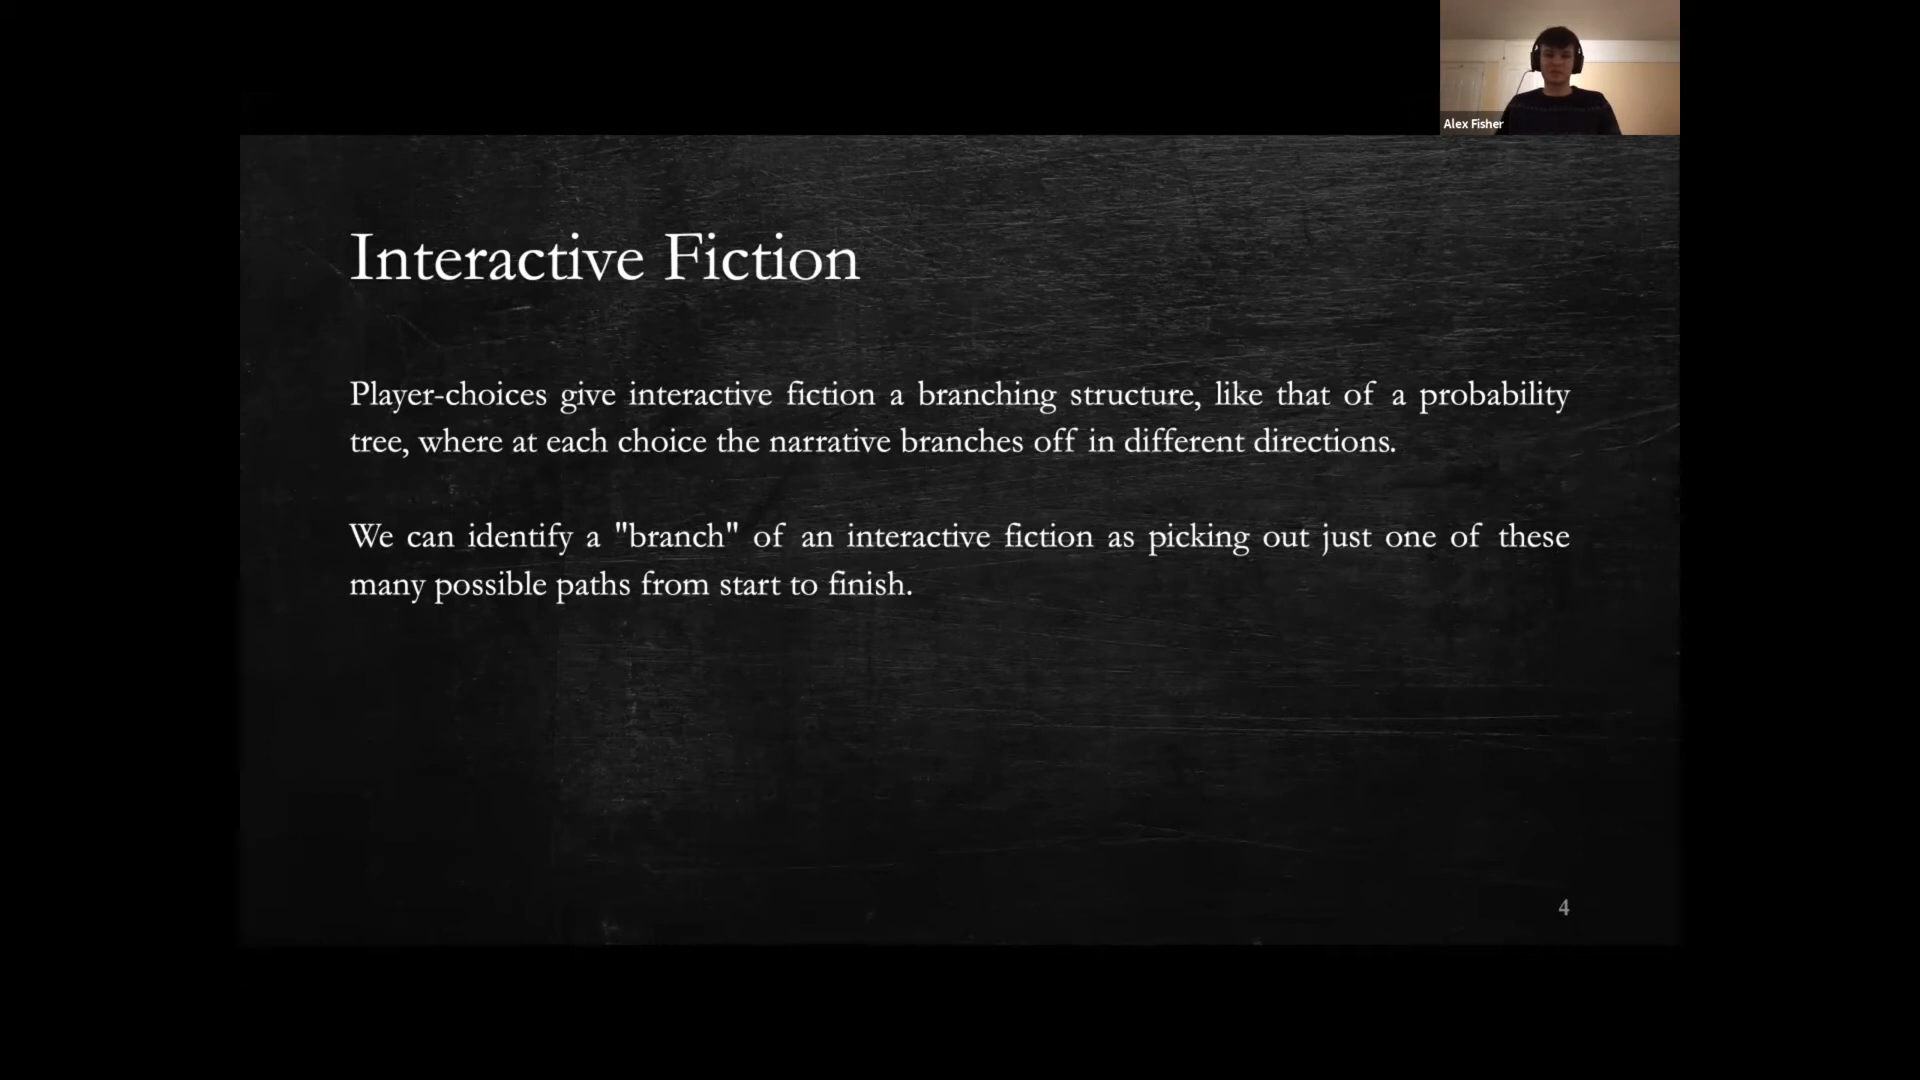 Alex Fisher
Interactive Fiction
Player-choices give interactive fiction a branching structure, like that of a probability
tree, where at each choice the narrative branches off in different directions.
We can identify a "branch" of an interactive fiction as picking out just one of these
many possible paths from start to finish.
4